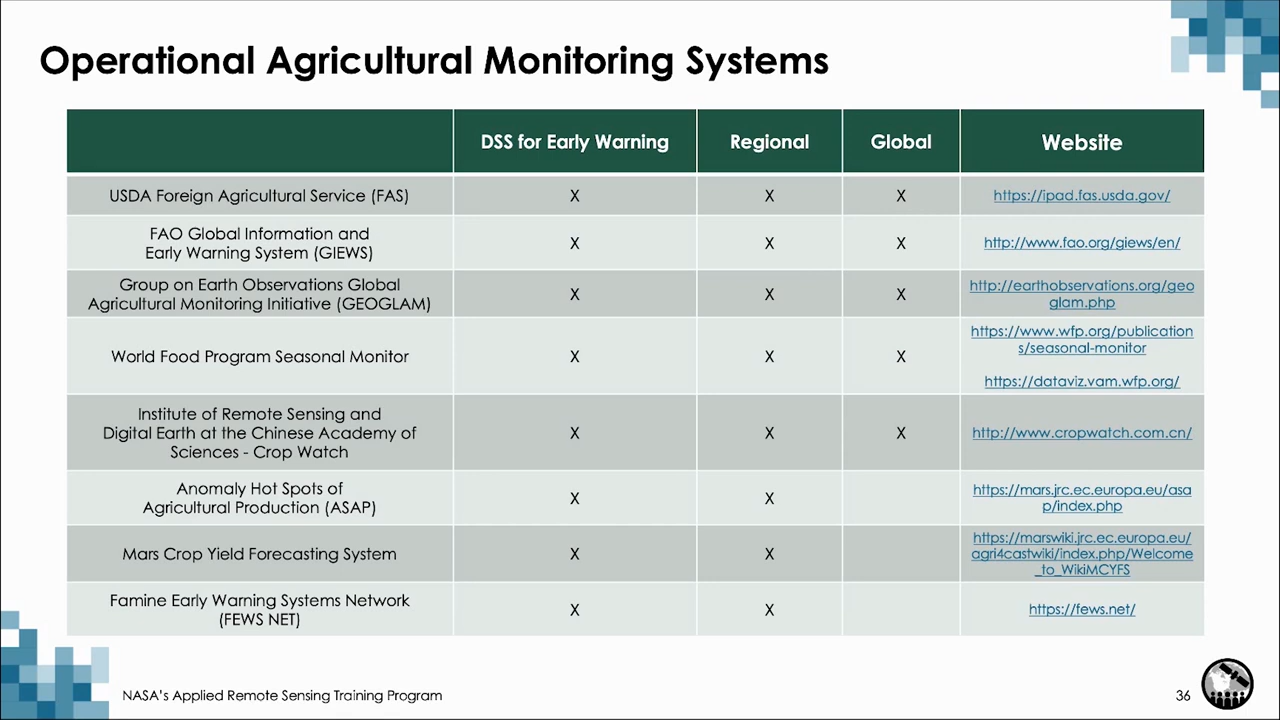 Operational Agricultural Monitoring Systems
DSS for Early Warning Regional Global Website
USDA Foreign Agricultural Service (FAS) X X X https://ipad.fas.usda.gov/
FAO Global Information and
Early Warning System (GIEWS) X X X http://www.fao.org/giews/en/
Group on Earth Observations Global
Agricultural Monitoring Initiative (GEOGLAM) X X X http://earthobservations.org/geo
glam.php
World Food Program Seasonal Monitor X X X https://www.wfp.org/publication
s/seasonal-monitor
https://dataviz.vam.wfp.org/
Institute of Remote Sensing and
Digital Earth at the Chinese Academy of
Sciences - Crop Watch X X X http://www.cropwatch.com.cn/
Anomaly Hot Spots of
Agricultural Production (ASAP) X X https://mars.jrc.ec.europa.eu/asa
p/index.php
Mars Crop Yield Forecasting System X X https://marswiki.jrc.ec.europa.eu/
agri4castwiki/index.php/Welcome
_to_WikiMCYFS
Famine Early Warning Systems Network
(FEWS NET) X X https://fews.net/
NASA's Applied Remote Sensing Training Program 36